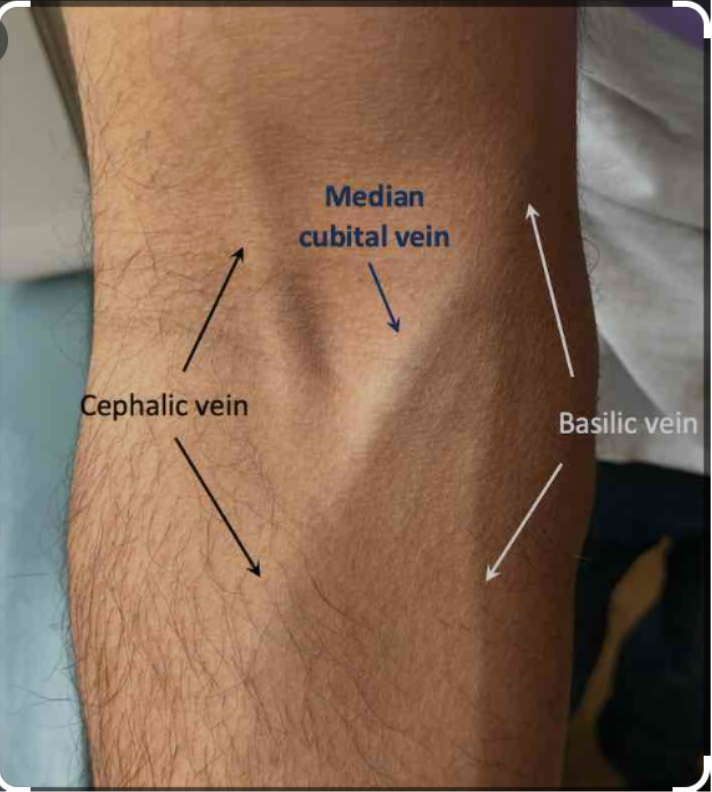 Median
cubital vein
Cephalic vein
Basilic vein